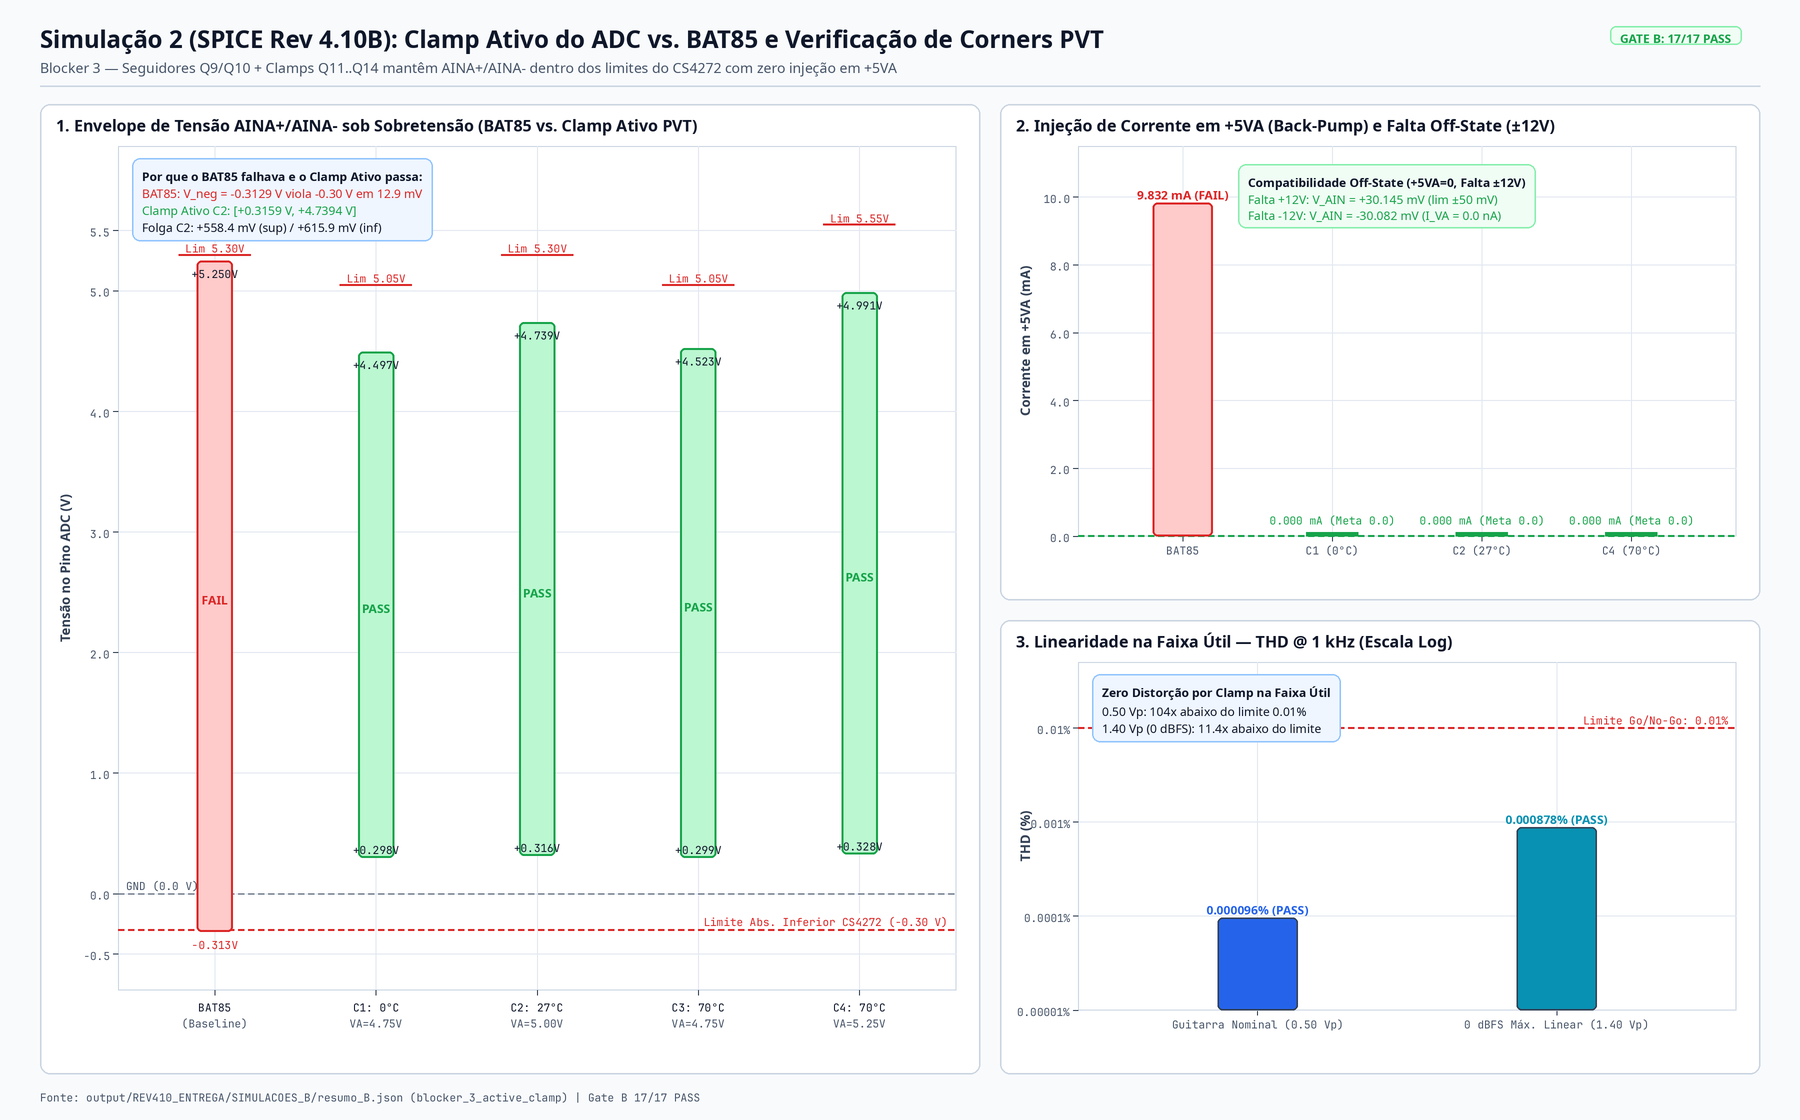 Simulação 2 (SPICE Rev 4.10B): Clamp Ativo do ADC vs. BAT85 e Verificação de Corners PVT
GATE B: 17/17 PASS
Blocker 3 — Seguidores Q9/Q10 + Clamps Q11..Q14 mantêm AINA+/AINA- dentro dos limites do CS4272 com zero injeção em +5VA
1. Envelope de Tensão AINA+/AINA- sob Sobretensão (BAT85 vs. Clamp Ativo PVT)
Por que o BAT85 falhava e o Clamp Ativo passa:
BAT85: V_neg = -0.3129 V viola -0.30 V em 12.9 mV
Clamp Ativo C2: [+0.3159 V, +4.7394 V]
Folga C2: +558.4 mV (sup) / +615.9 mV (inf)
Tensão no Pino ADC (V)
5.5
5.0
4.0
3.0
2.0
1.0
0.0
-0.5
Lim 5.30V
+5.250V
FAIL
-0.313V
Lim 5.05V
+4.497V
PASS
+0.298V
Lim 5.30V
+4.739V
PASS
+0.316V
Lim 5.05V
+4.523V
PASS
+0.299V
Lim 5.55V
+4.991V
PASS
+0.328V
GND (0.0 V)
Limite Abs. Inferior CS4272 (-0.30 V)
BAT85
(Baseline)
C1: 0°C
VA=4.75V
C2: 27°C
VA=5.00V
C3: 70°C
VA=4.75V
C4: 70°C
VA=5.25V
2. Injeção de Corrente em +5VA (Back-Pump) e Falta Off-State (±12V)
Compatibilidade Off-State (+5VA=0, Falta ±12V)
Falta +12V: V_AIN = +30.145 mV (lim ±50 mV)
Falta -12V: V_AIN = -30.082 mV (I_VA = 0.0 nA)
Corrente em +5VA (mA)
10.0
8.0
6.0
4.0
2.0
0.0
9.832 mA (FAIL)
0.000 mA (Meta 0.0)
0.000 mA (Meta 0.0)
0.000 mA (Meta 0.0)
BAT85
C1 (0°C)
C2 (27°C)
C4 (70°C)
3. Linearidade na Faixa Útil — THD @ 1 kHz (Escala Log)
Zero Distorção por Clamp na Faixa Útil
0.50 Vp: 104x abaixo do limite 0.01%
1.40 Vp (0 dBFS): 11.4x abaixo do limite
Limite Go/No-Go: 0.01%
THD (%)
0.01%
0.001%
0.0001%
0.00001%
0.000096% (PASS)
0.000878% (PASS)
Guitarra Nominal (0.50 Vp)
0 dBFS Máx. Linear (1.40 Vp)
Fonte: output/REV410_ENTREGA/SIMULACOES_B/resumo_B.json (blocker_3_active_clamp) | Gate B 17/17 PASS